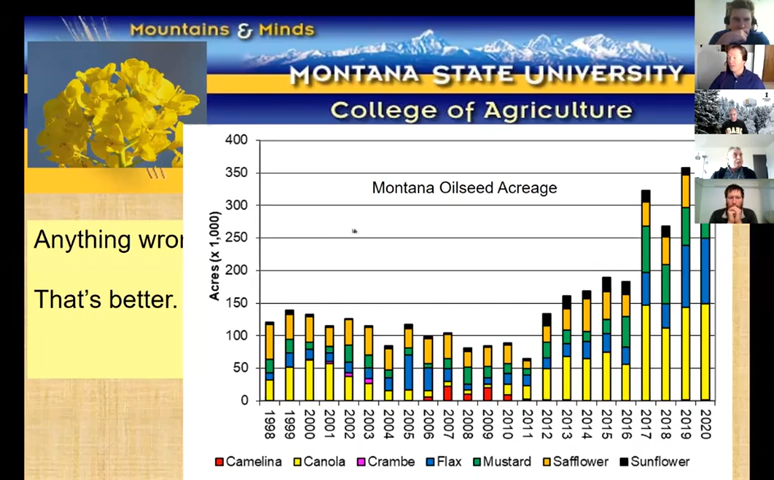 Mountains & Minds
MONTANA STATE UNIVERSITY
College of Agriculture
Anything
That's better.
Montana Oilseed Acreage
Acres (x 1,000)
400
350
300
250
200
150
100
50
0
1998 1999 2000 2001 2002 2003 2004 2005 2006 2007 2008 2009 2010 2011 2012 2013 2014 2015 2016 2017 2018 2019 2020
Camelina Canola Crambe Flax Mustard Safflower Sunflower